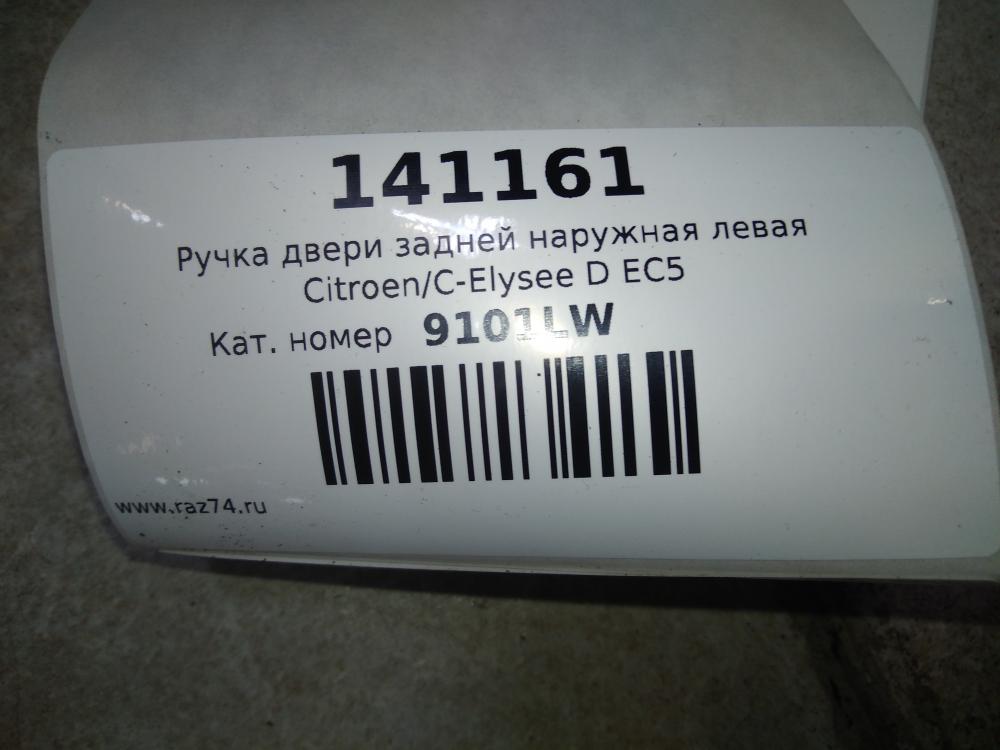 141161
Ручка двери задней наружная левая
Citroen/C-Elysee D EC5
Кат. номер 9101LW
www.raz74.ru